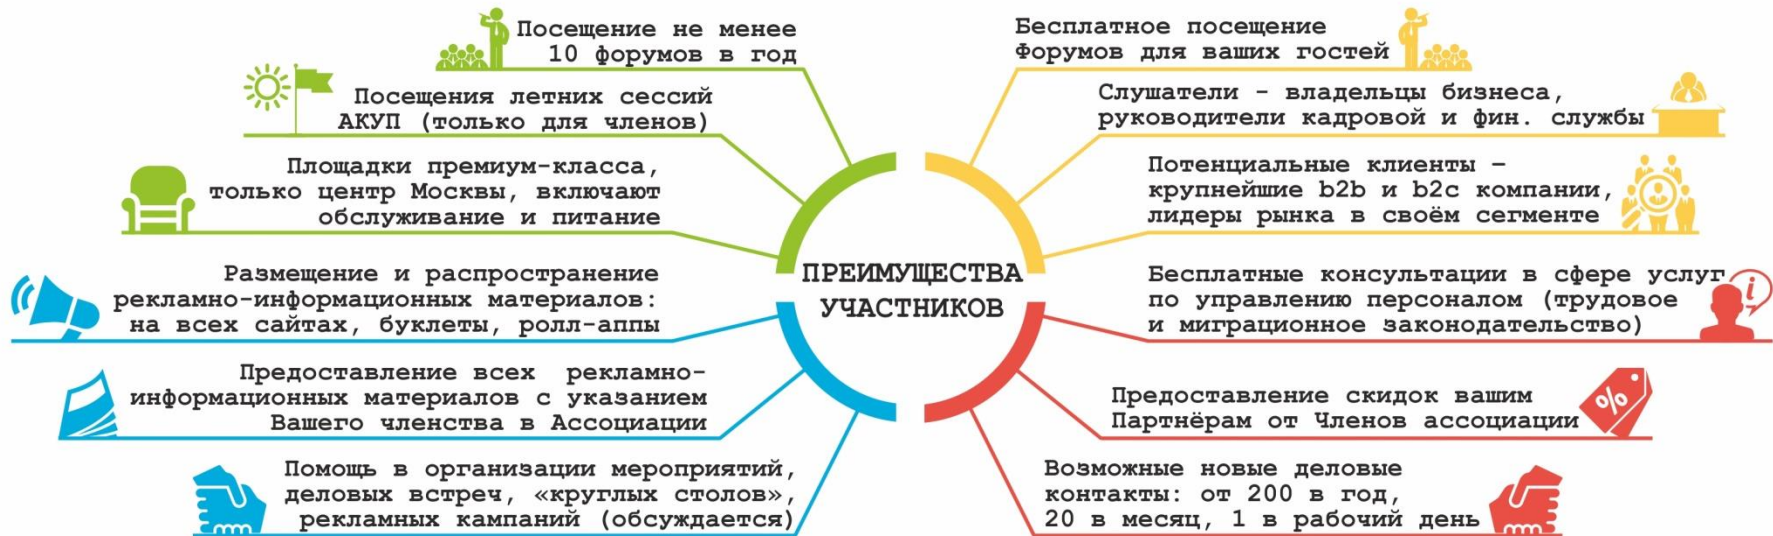 Посещение не менее
10 форумов в год
Посещения летних сессий
АКУП (только для членов)
Площадки премиум-класса,
только центр Москвы, включают
обслуживание и питание
Размещение и распространение
рекламно-информационных материалов:
на всех сайтах, буклеты, ролл-аппы
Предоставление всех рекламно-
информационных материалов с указанием
Вашего членства в Ассоциации
Помощь в организации мероприятий,
деловых встреч, «круглых столов»,
рекламных кампаний (обсуждается)
ПРЕИМУЩЕСТВА
УЧАСТНИКОВ
Бесплатное посещение
Форумов для ваших гостей
Слушатели - владельцы бизнеса,
руководители кадровой и фин. службы
Потенциальные клиенты –
крупнейшие b2b и b2c компании,
лидеры рынка в своём сегменте
Бесплатные консультации в сфере услуг
по управлению персоналом (трудовое
и миграционное законодательство)
i
Предоставление скидок вашим
Партнёрам от Членов ассоциации
%
Возможные новые деловые
контакты: от 200 в год,
20 в месяц, 1 в рабочий день